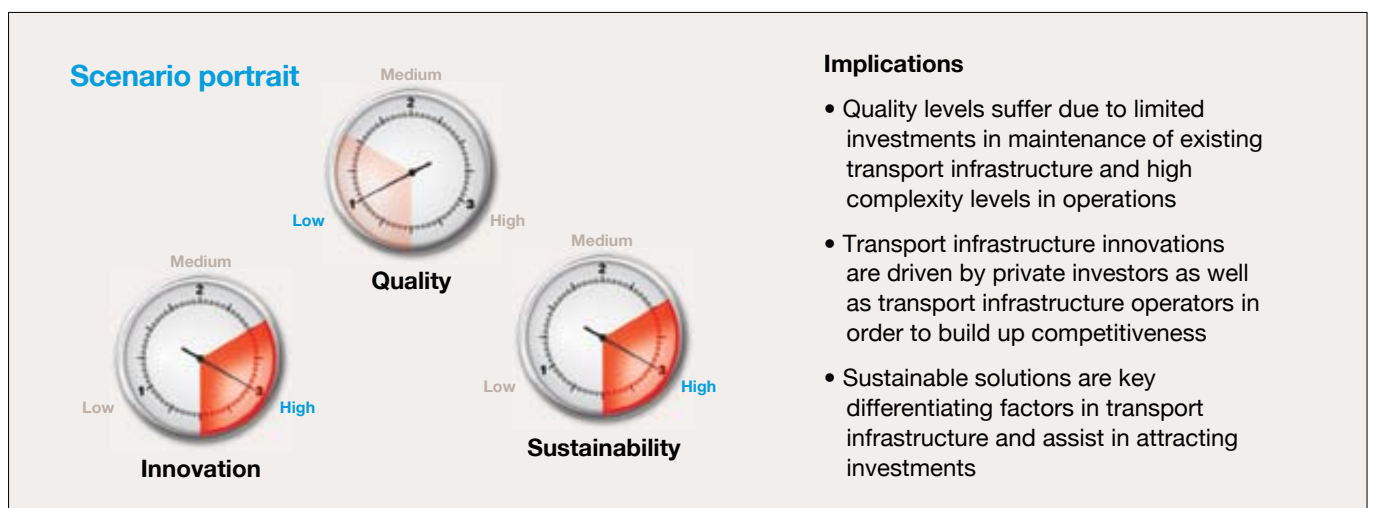 Scenario portrait
Medium
2
1
3
Low
High
Quality
Medium
2
1
3
Low
High
Innovation
Medium
2
1
3
Low
High
Sustainability
Implications
• Quality levels suffer due to limited
investments in maintenance of existing
transport infrastructure and high
complexity levels in operations
• Transport infrastructure innovations
are driven by private investors as well
as transport infrastructure operators in
order to build up competitiveness
• Sustainable solutions are key
differentiating factors in transport
infrastructure and assist in attracting
investments